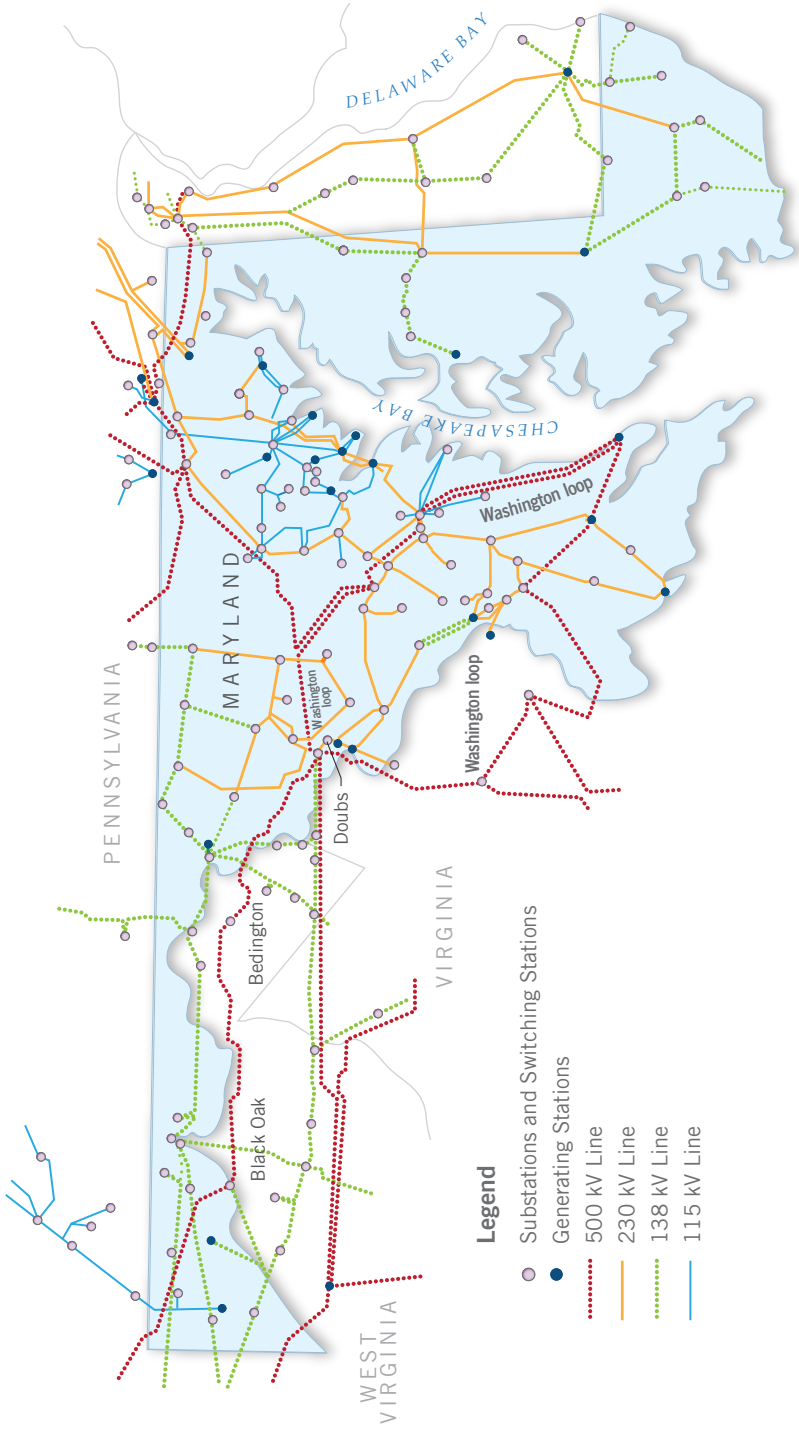 PENNSYLVANIA
MARYLAND
DELAWARE BAY
CHESAPEAKE BAY
Washington
loop
Washington loop
Washington loop
Doubs
Bedington
Black Oak
VIRGINIA
WEST
VIRGINIA
Legend
Substations and Switching Stations
Generating Stations
500 kV Line
230 kV Line
138 kV Line
115 kV Line